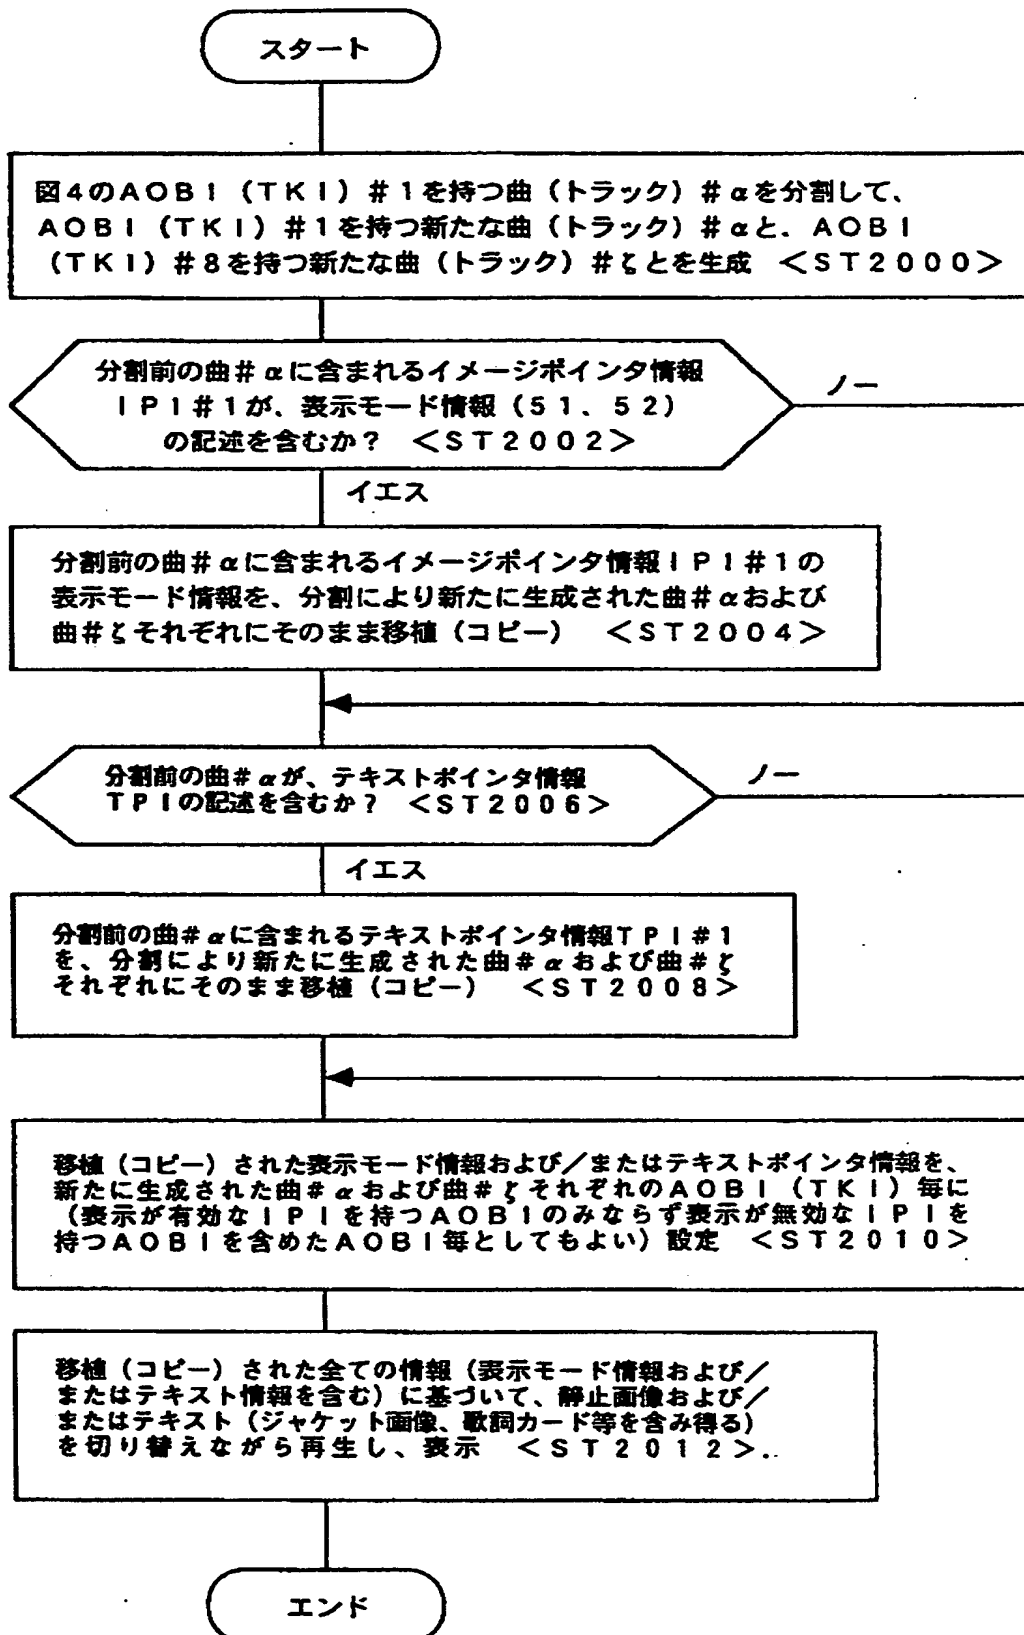 スタート
図4のAOBI（TKI）#1を持つ曲（トラック）#αを分割して、
AOBI（TKI）#1を持つ新たな曲（トラック）#αと、AOBI
（TKI）#8を持つ新たな曲（トラック）#ζとを生成 <ST2000>
分割前の曲#αに含まれるイメージポインタ情報
IPI#1が、表示モード情報（51、52）
の記述を含むか？ <ST2002>
ノー
イエス
分割前の曲#αに含まれるイメージポインタ情報IPI#1の
表示モード情報を、分割により新たに生成された曲#αおよび
曲#ζそれぞれにそのまま移植（コピー） <ST2004>
分割前の曲#αが、テキストポインタ情報
TPIの記述を含むか？ <ST2006>
ノー
イエス
分割前の曲#αに含まれるテキストポインタ情報TPI#1
を、分割により新たに生成された曲#αおよび曲#ζ
それぞれにそのまま移植（コピー） <ST2008>
移植（コピー）された表示モード情報および／またはテキストポインタ情報を、
新たに生成された曲#αおよび曲#ζそれぞれのAOBI（TKI）毎に
（表示が有効なIPIを持つAOBIのみならず表示が無効なIPIを
持つAOBIを含めたAOBI毎としてもよい）設定 <ST2010>
移植（コピー）された全ての情報（表示モード情報および／
またはテキスト情報を含む）に基づいて、静止画像および／
またはテキスト（ジャケット画像、歌詞カード等を含み得る）
を切り替えながら再生し、表示 <ST2012>
エンド